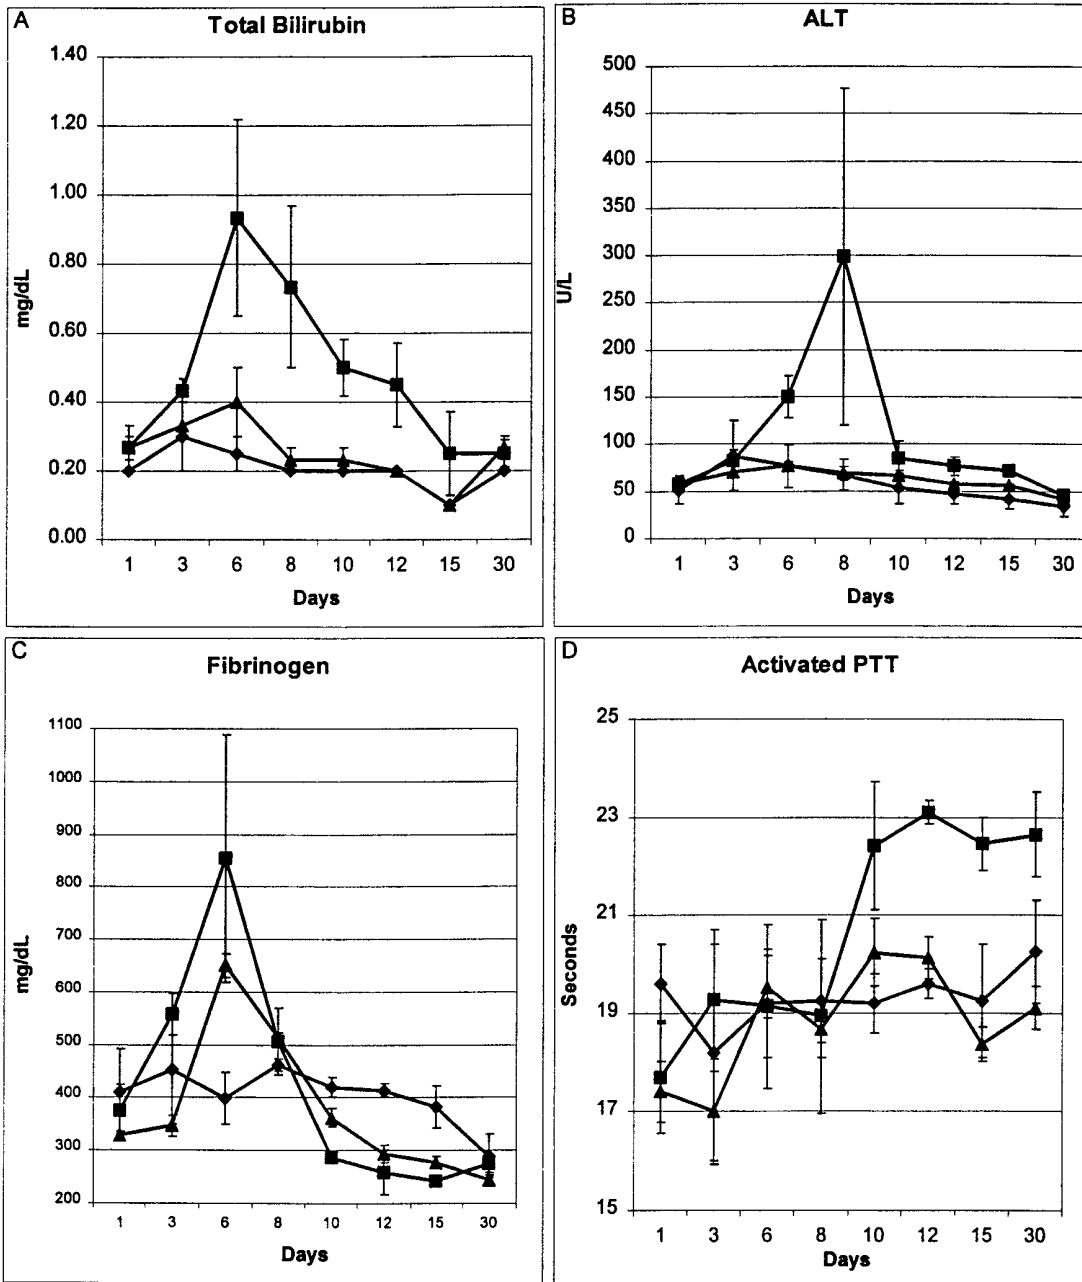 A
Total Bilirubin
1.40
1.20
1.00
0.80
0.60
0.40
0.20
0.00
mg/dL
1 3 6 8 10 12 15 30
Days
B
ALT
500
450
400
350
300
250
200
150
100
50
0
U/L
1 3 6 8 10 12 15 30
Days
C
Fibrinogen
1100
1000
900
800
700
600
500
400
300
200
mg/dL
1 3 6 8 10 12 15 30
Days
D
Activated PTT
25
23
21
19
17
15
Seconds
1 3 6 8 10 12 15 30
Days